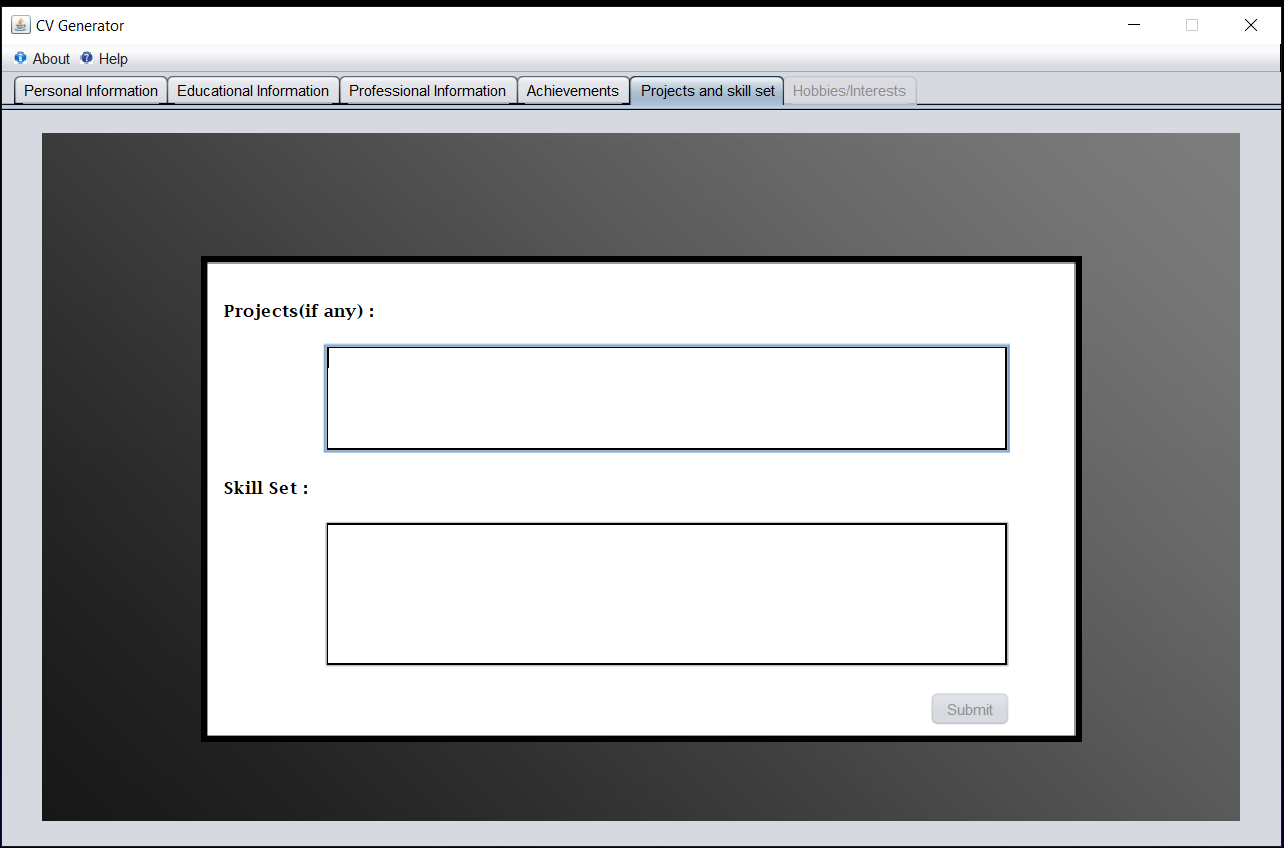 CV Generator
About Help
Personal Information Educational Information Professional Information Achievements Projects and skill set Hobbies/Interests
Projects(if any) :
Skill Set :
Submit